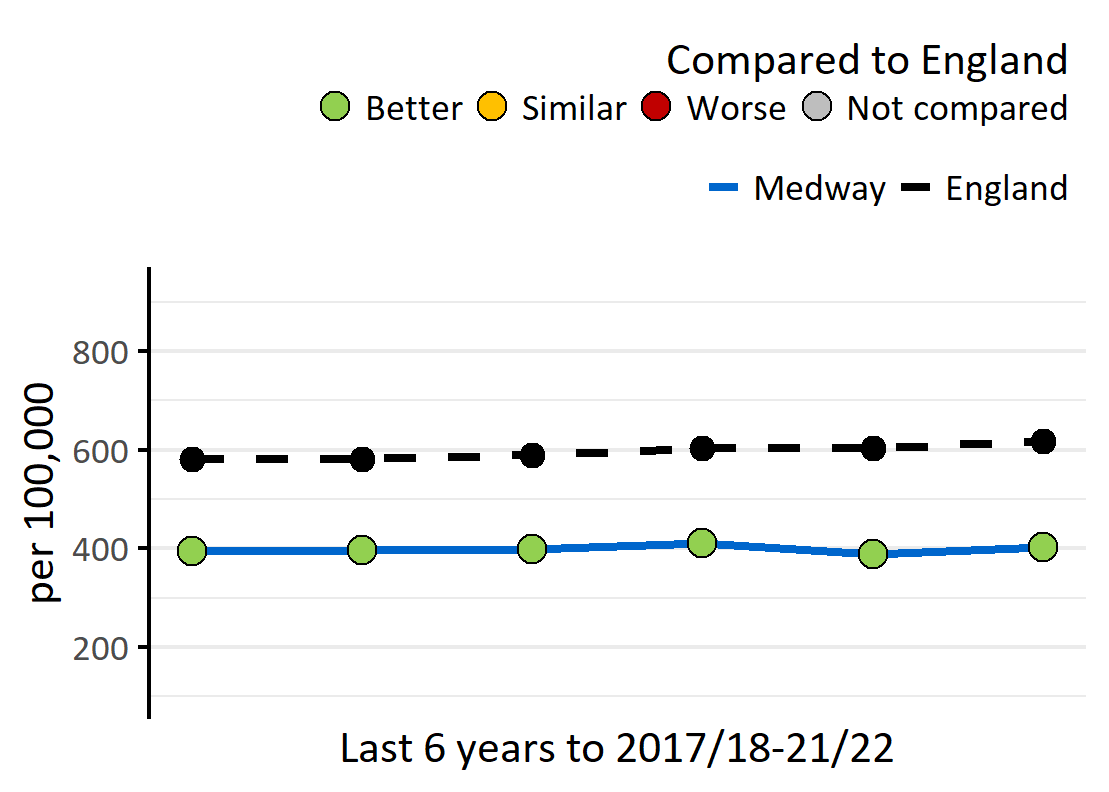 Compared to England
Better Similar Worse Not compared
Medway England
800
600
400
200
per 100,000
Last 6 years to 2017/18-21/22